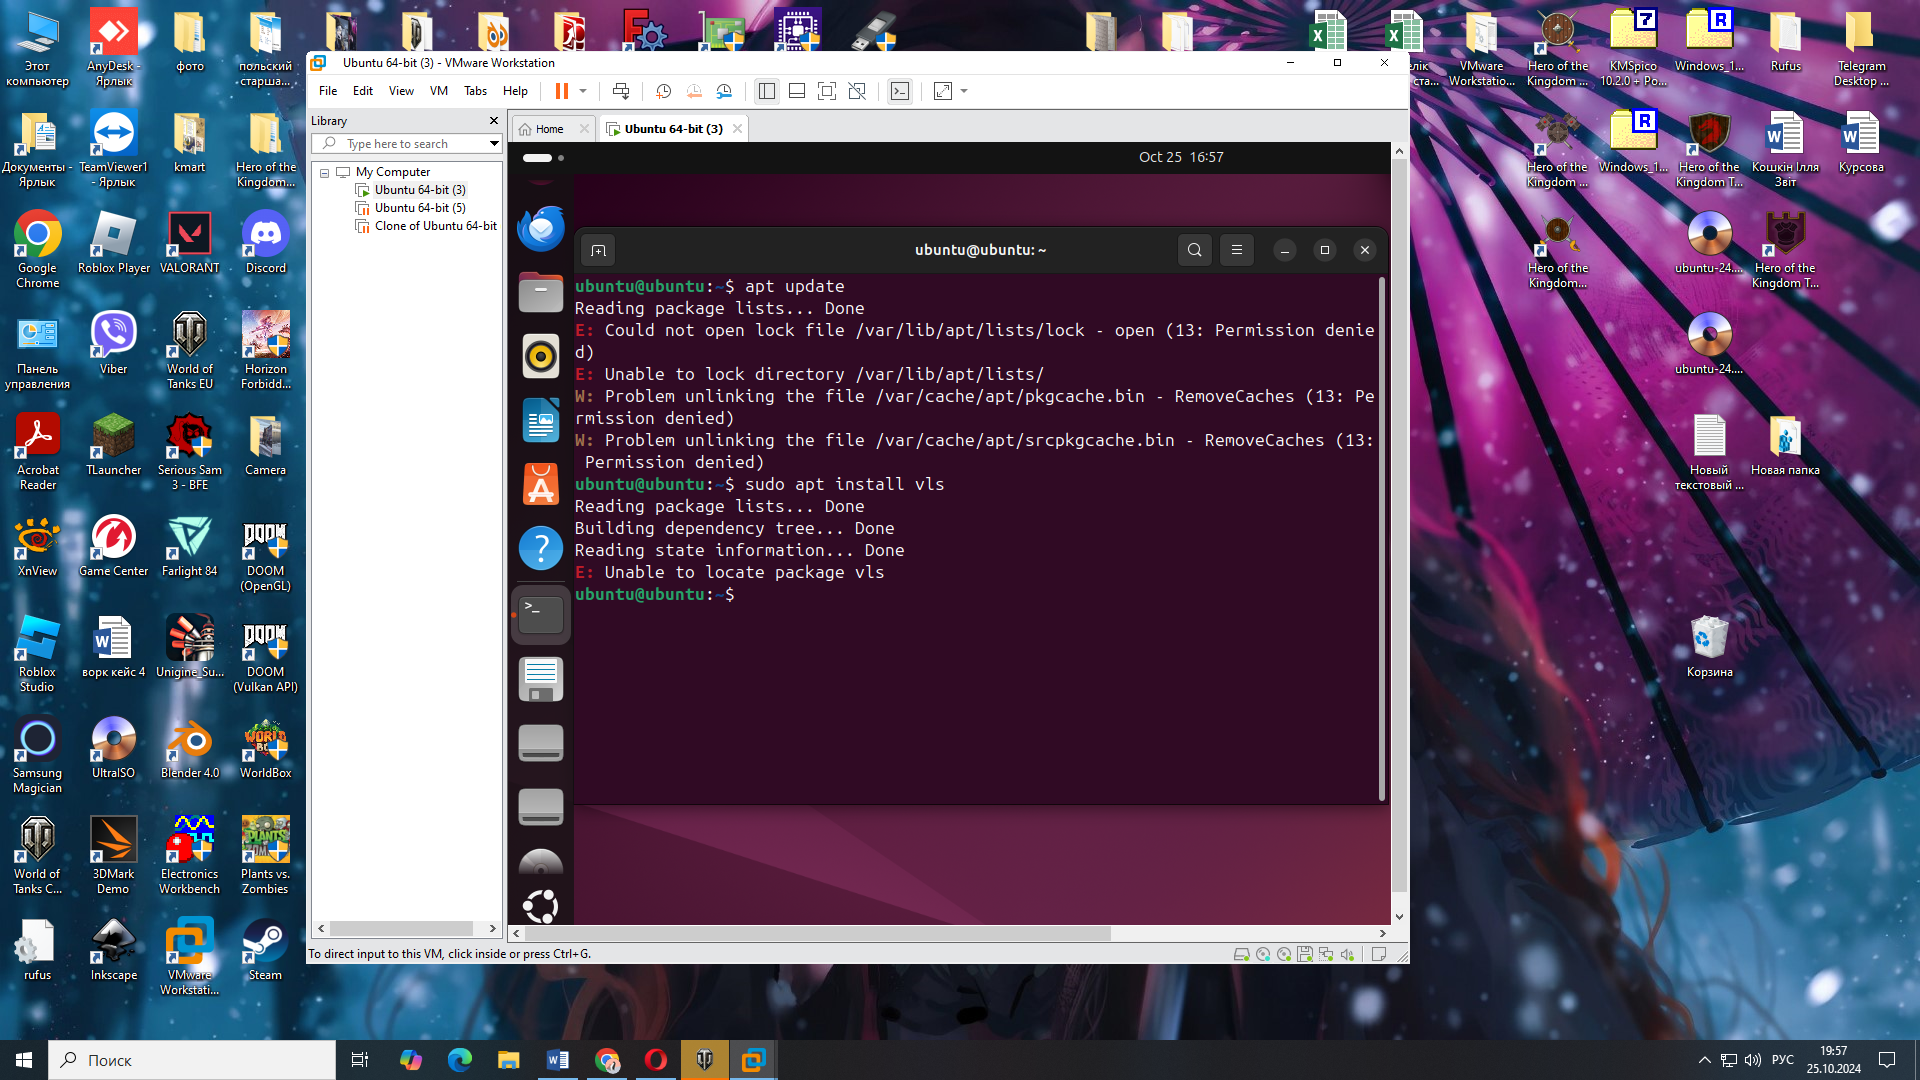 Этот
компьютер
AnyDesk -
Ярлык
фото
польский
старша...
Ubuntu 64-bit (3) - VMware Workstation
File Edit View VM Tabs Help
Library
Type here to search
My Computer
Ubuntu 64-bit (3)
Ubuntu 64-bit (5)
Clone of Ubuntu 64-bit
Home
Ubuntu 64-bit (3)
Oct 25 16:57
ubuntu@ubuntu: ~
ubuntu@ubuntu:~$ apt update
Reading package lists... Done
E: Could not open lock file /var/lib/apt/lists/lock - open (13: Permission denie
d)
E: Unable to lock directory /var/lib/apt/lists/
W: Problem unlinking the file /var/cache/apt/pkgcache.bin - RemoveCaches (13: Pe
rmission denied)
W: Problem unlinking the file /var/cache/apt/srcpkgcache.bin - RemoveCaches (13:
Permission denied)
ubuntu@ubuntu:~$ sudo apt install vls
Reading package lists... Done
Building dependency tree... Done
Reading state information... Done
E: Unable to locate package vls
ubuntu@ubuntu:~$
To direct input to this VM, click inside or press Ctrl+G.
Документы -
Ярлык
TeamViewer1
- Ярлык
kmart
Hero of the
Kingdom...
Google
Chrome
Roblox Player
VALORANT
Discord
Панель
управления
Viber
World of
Tanks EU
Horizon
Forbidd...
Acrobat
Reader
TLauncher
Serious Sam
3 - BFE
Camera
XnView
Game Center
Farlight 84
DOOM
(OpenGL)
Roblox
Studio
ворк кейс 4
Unigine_Su...
DOOM
(Vulkan API)
Samsung
Magician
UltraISO
Blender 4.0
WorldBox
World of
Tanks C...
3DMark
Demo
Electronics
Workbench
Plants vs.
Zombies
rufus
Inkscape
VMware
Workstati...
Steam
VMware
Workstatio...
Hero of the
Kingdom ...
KMSpico
10.2.0 + Po...
Windows_1...
Rufus
Telegram
Desktop ...
Hero of the
Kingdom ...
Windows_1...
Hero of the
Kingdom T...
Кошкін Ілля
Звіт
Курсова
Hero of the
Kingdom...
ubuntu-24....
Hero of the
Kingdom T...
ubuntu-24....
Новый
текстовый ...
Новая папка
Корзина
Поиск
РУС
19:57
25.10.2024